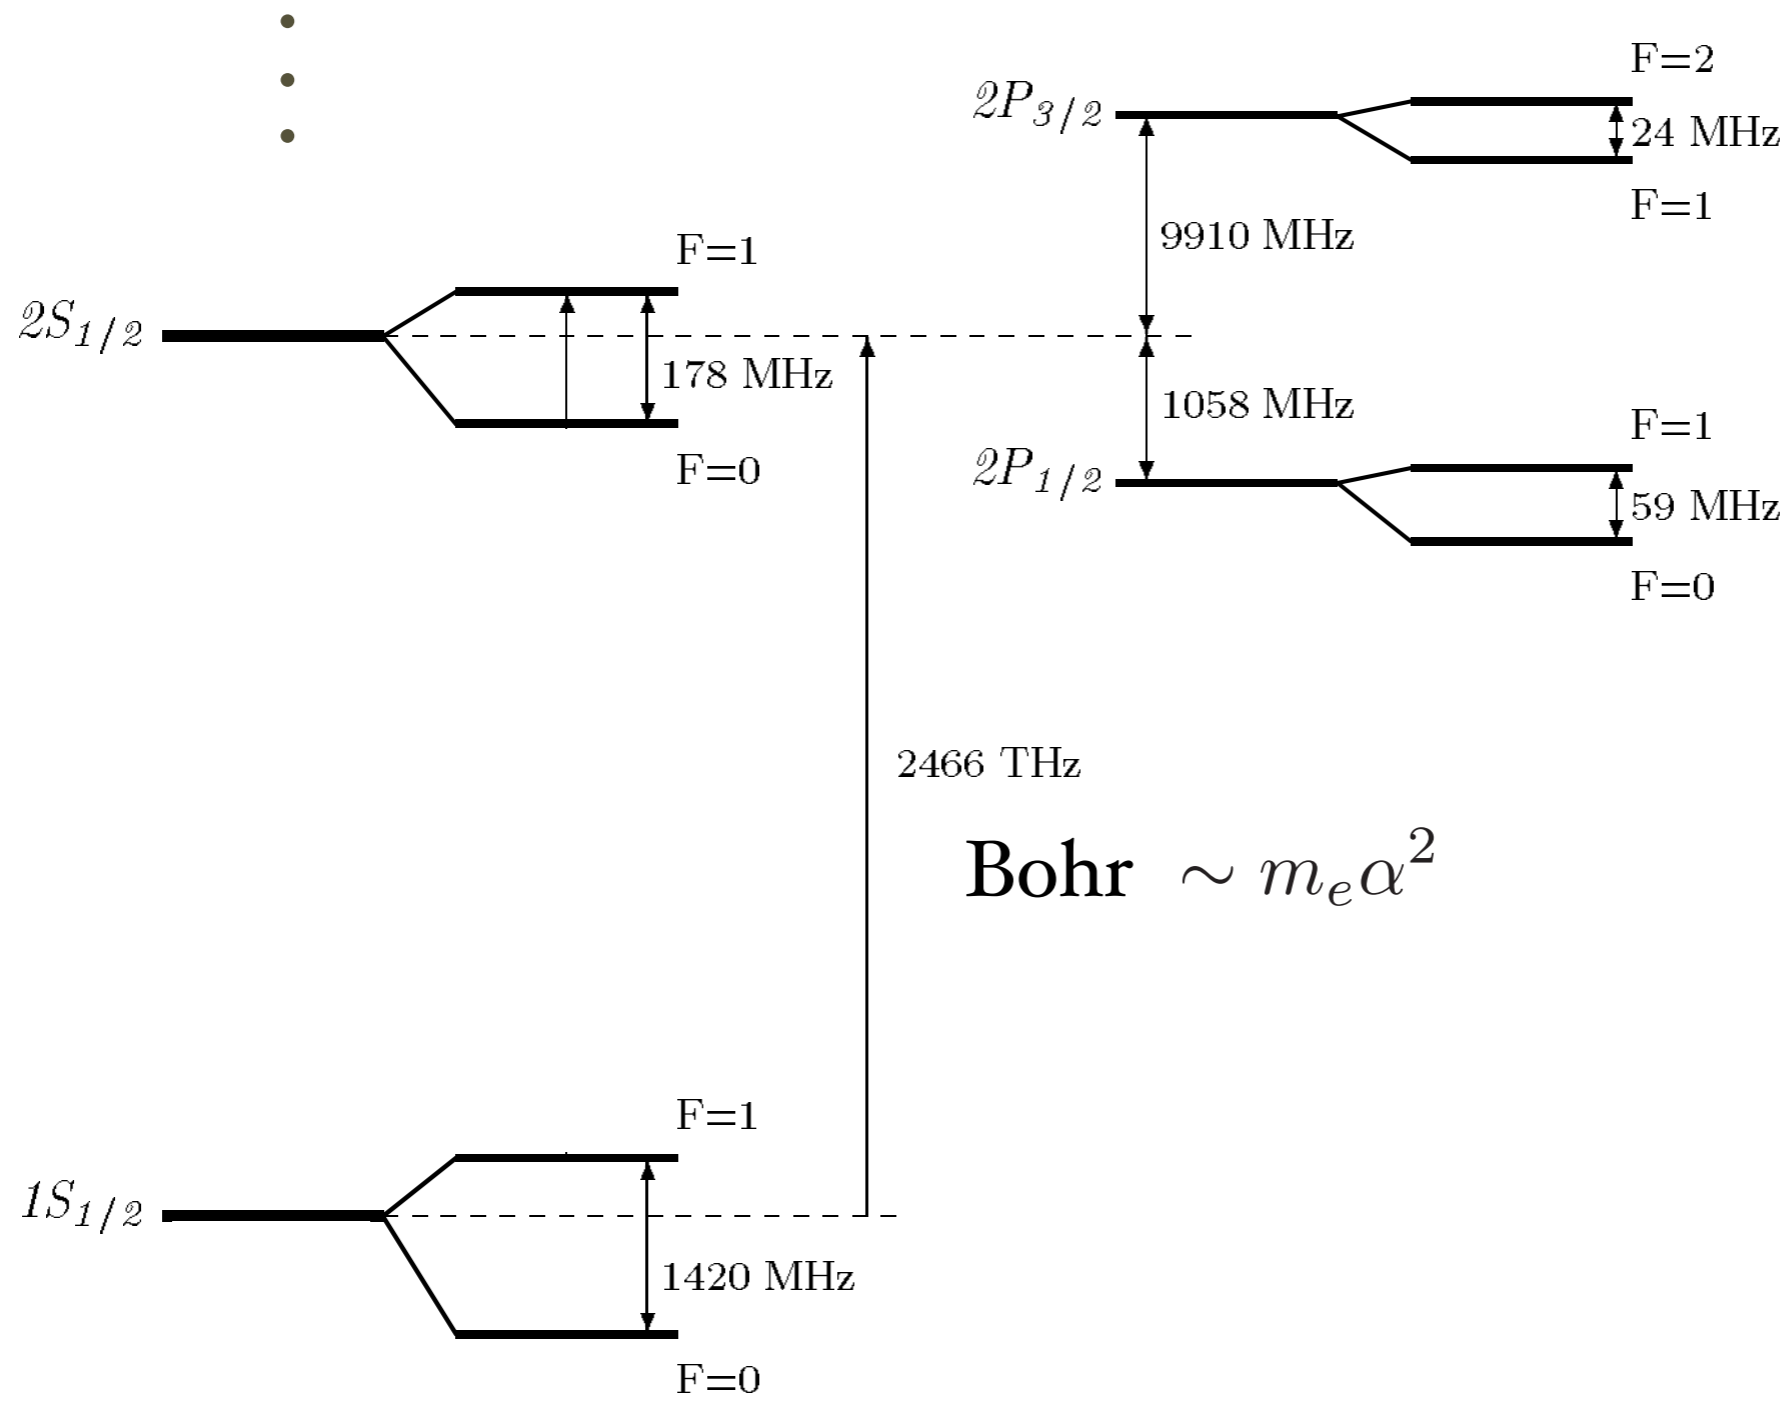 F=2
2P3/2
24 MHz
F=1
9910 MHz
F=1
2S1/2
178 MHz
1058 MHz
F=0
F=1
2P1/2
59 MHz
F=0
2466 THz
Bohr ∼ mₑα²
F=1
1S1/2
1420 MHz
F=0